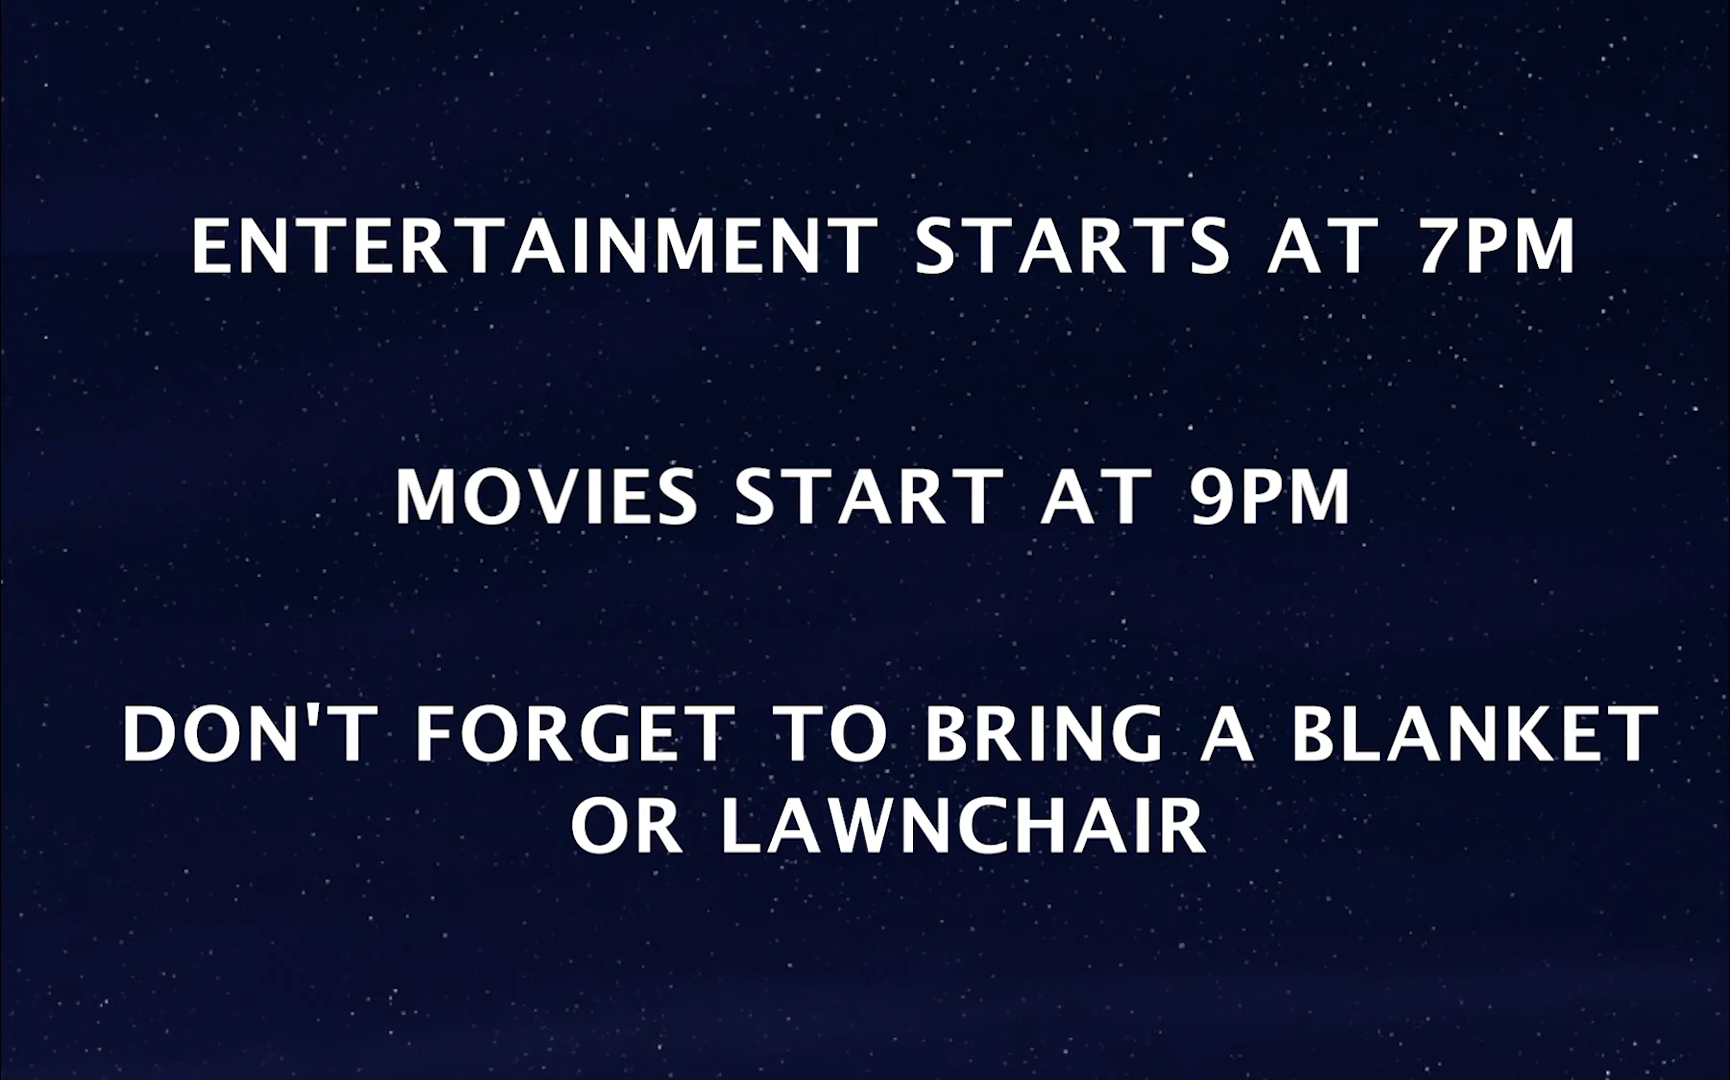 ENTERTAINMENT STARTS AT 7PM
MOVIES START AT 9PM
DON'T FORGET TO BRING A BLANKET
OR LAWNCHAIR